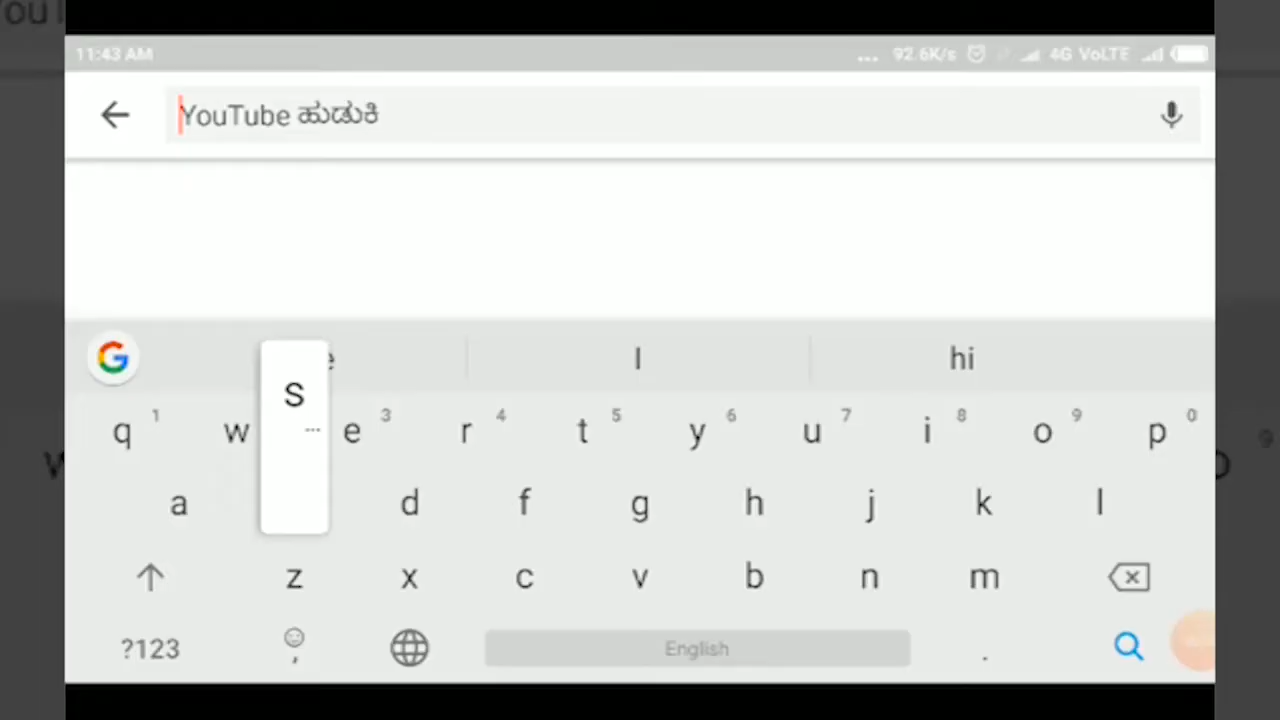 11:43 AM ... 92.6K/s 4G VoLTE
YouTube ಹುಡುಕಿ
I hi
q 1 w e 3 r 4 t 5 y 6 u 7 i 8 o 9 p 0
a s d f g h j k l
z x c v b n m
?123 , English .